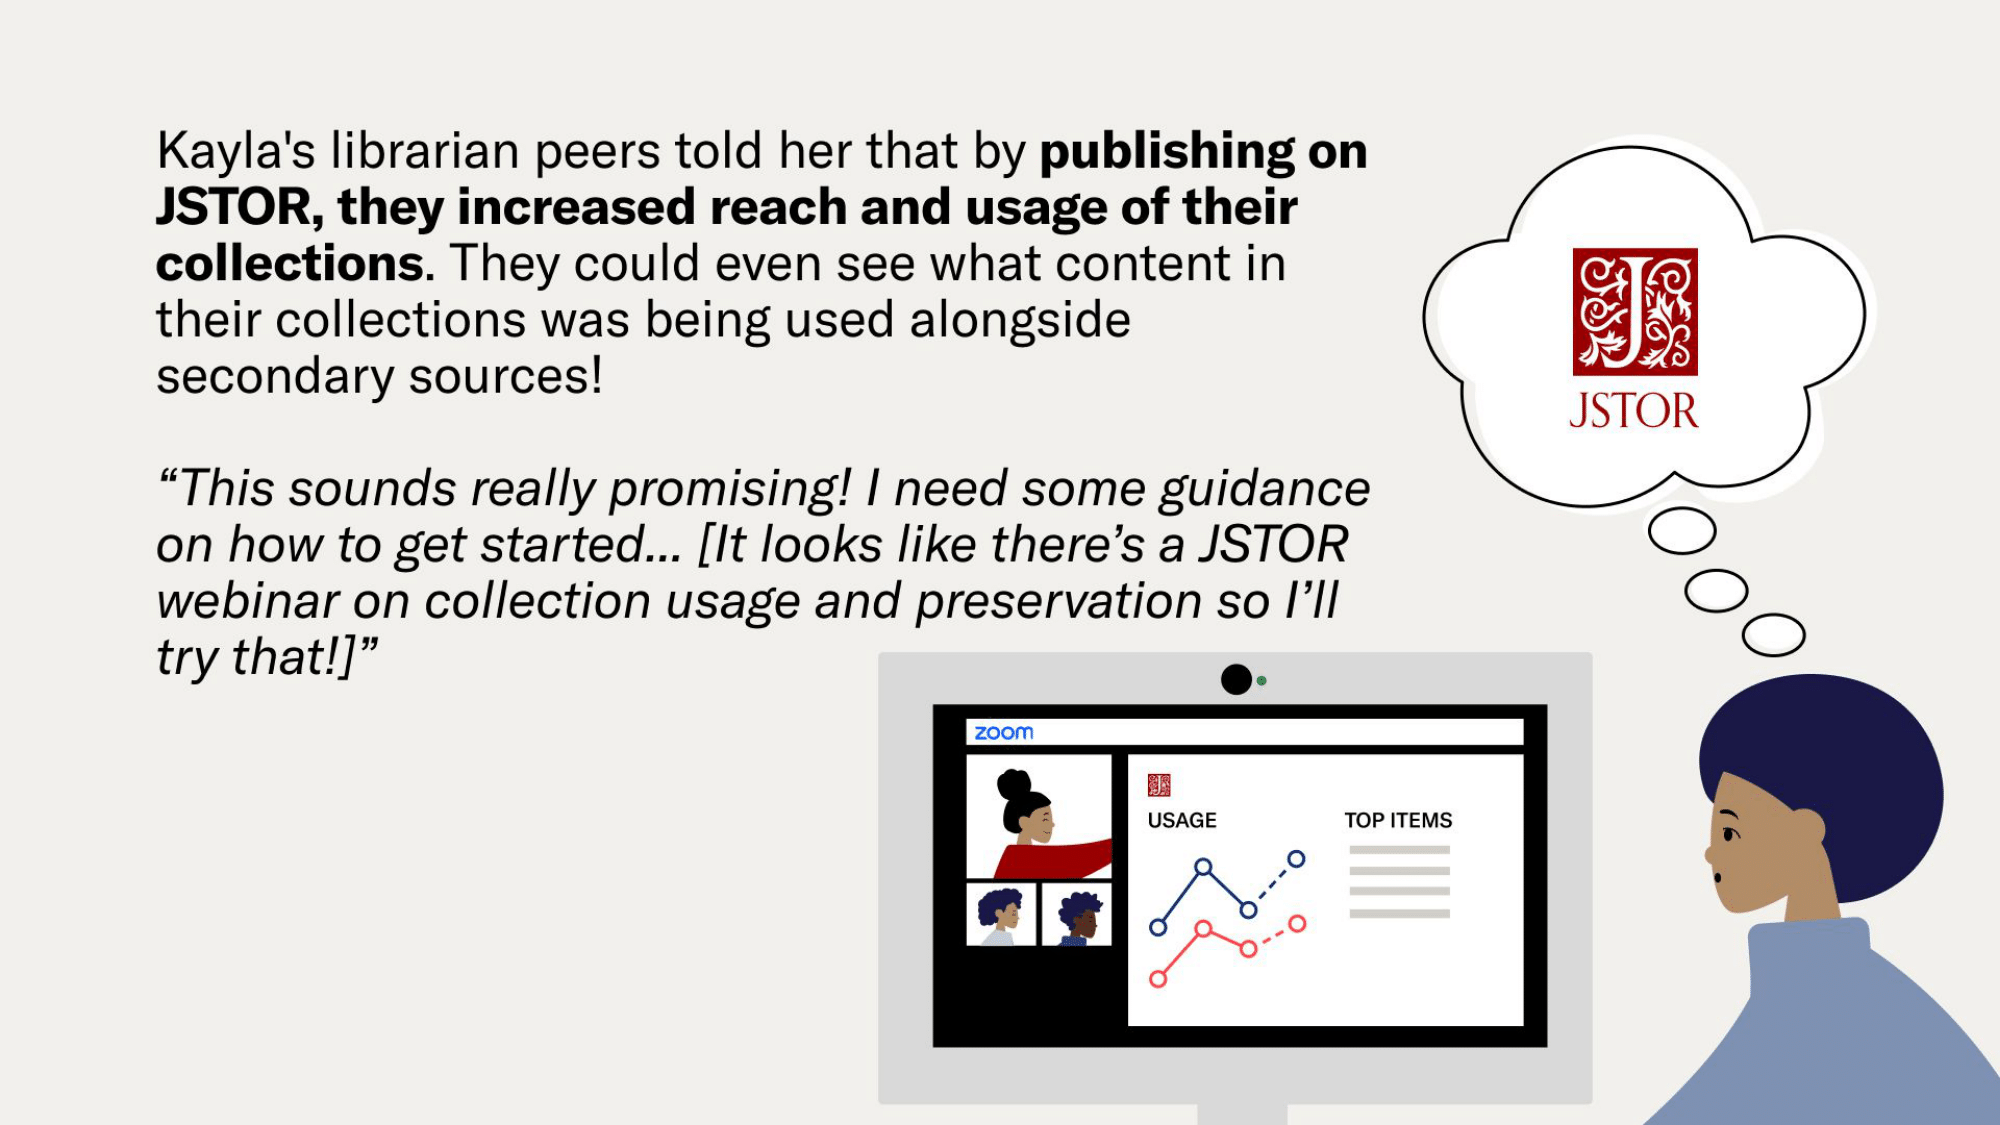 Kayla's librarian peers told her that by publishing on
JSTOR, they increased reach and usage of their
collections. They could even see what content in
their collections was being used alongside
secondary sources!
“This sounds really promising! I need some guidance
on how to get started... [It looks like there’s a JSTOR
webinar on collection usage and preservation so I’ll
try that!]”
J
JSTOR
zoom
J
USAGE
TOP ITEMS